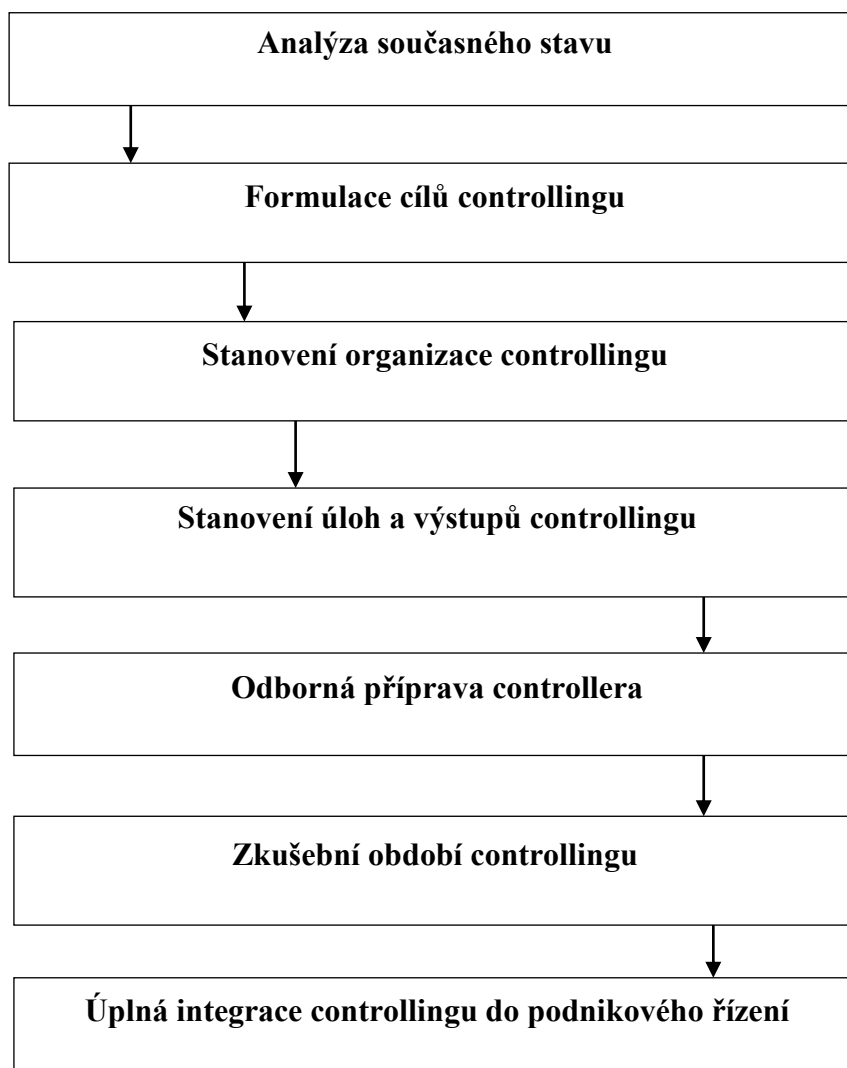 Analýza současného stavu
Formulace cílů controllingu
Stanovení organizace controllingu
Stanovení úloh a výstupů controllingu
Odborná příprava controllera
Zkušební období controllingu
Úplná integrace controllingu do podnikového řízení